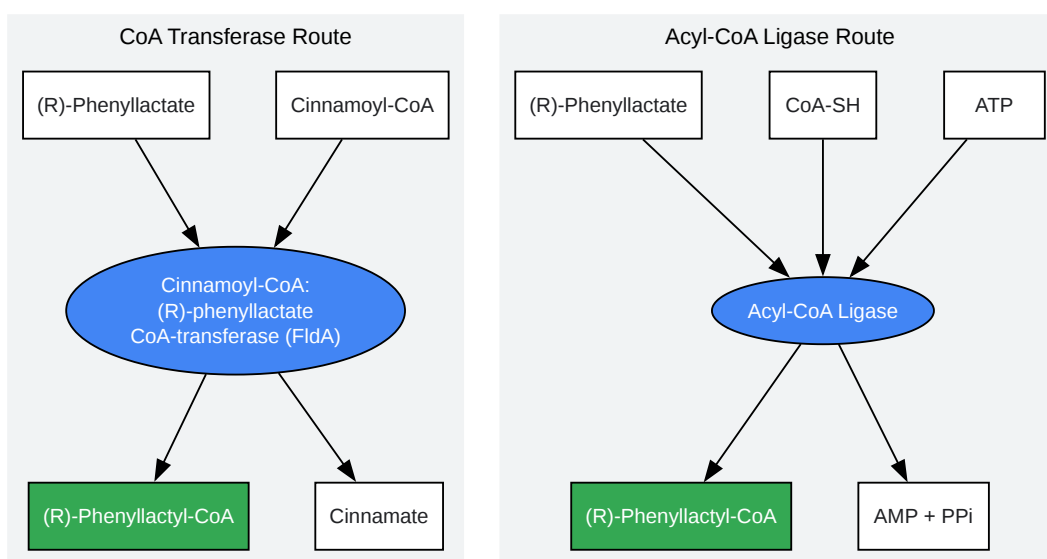 CoA Transferase Route
(R)-Phenyllactate
Cinnamoyl-CoA
Cinnamoyl-CoA:
(R)-phenyllactate
CoA-transferase (FldA)
(R)-Phenyllactyl-CoA
Cinnamate
Acyl-CoA Ligase Route
(R)-Phenyllactate
CoA-SH
ATP
Acyl-CoA Ligase
(R)-Phenyllactyl-CoA
AMP + PPi